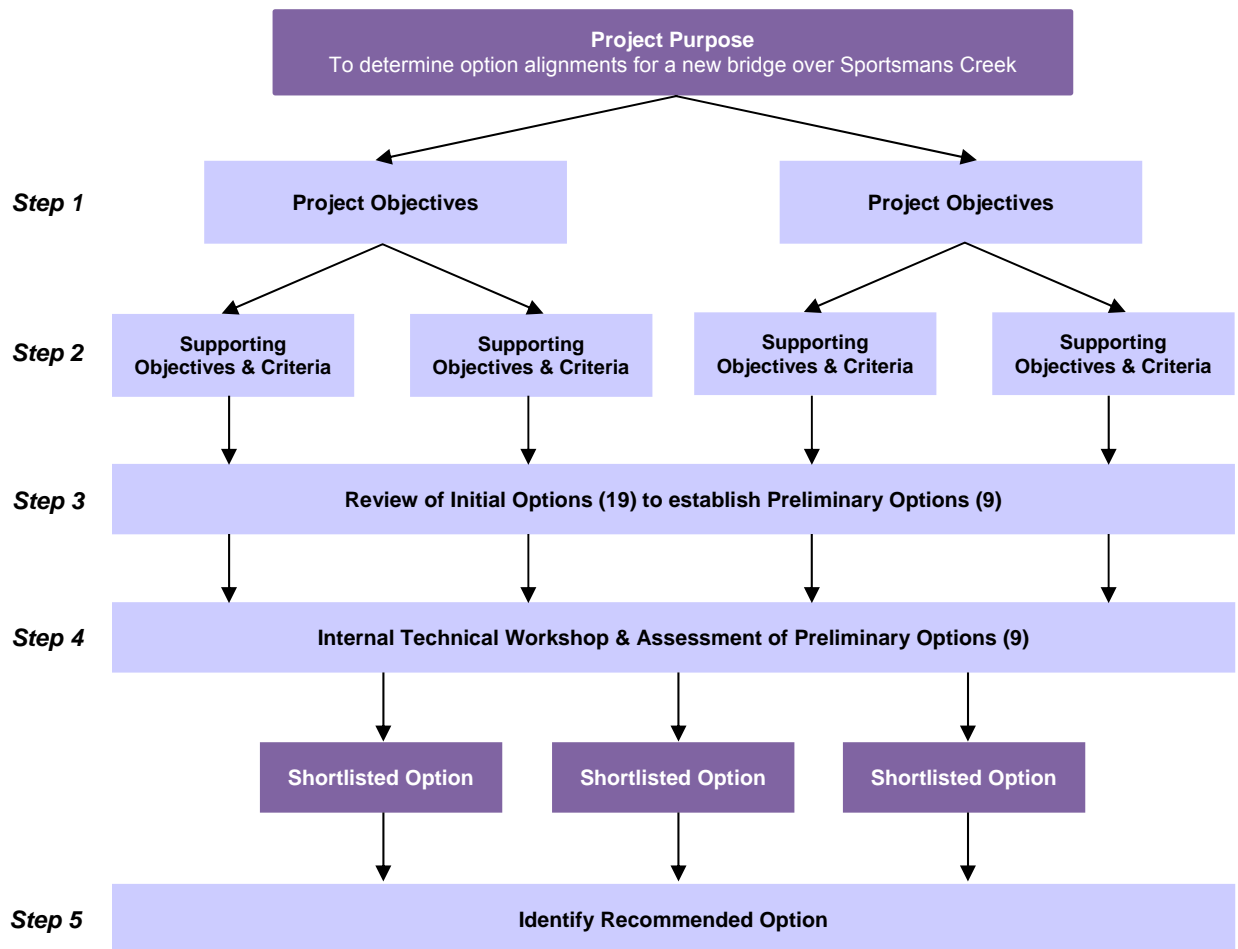 Project Purpose
To determine option alignments for a new bridge over Sportsmans Creek
Step 1
Project Objectives
Project Objectives
Step 2
Supporting
Objectives & Criteria
Supporting
Objectives & Criteria
Supporting
Objectives & Criteria
Supporting
Objectives & Criteria
Step 3
Review of Initial Options (19) to establish Preliminary Options (9)
Step 4
Internal Technical Workshop & Assessment of Preliminary Options (9)
Shortlisted Option
Shortlisted Option
Shortlisted Option
Step 5
Identify Recommended Option